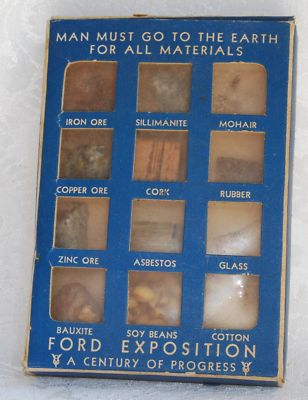 MAN MUST GO TO THE EARTH
FOR ALL MATERIALS
IRON ORE SILLIMANITE MOHAIR
COPPER ORE CORK RUBBER
ZINC ORE ASBESTOS GLASS
BAUXITE SOY BEANS COTTON
FORD EXPOSITION
A CENTURY OF PROGRESS